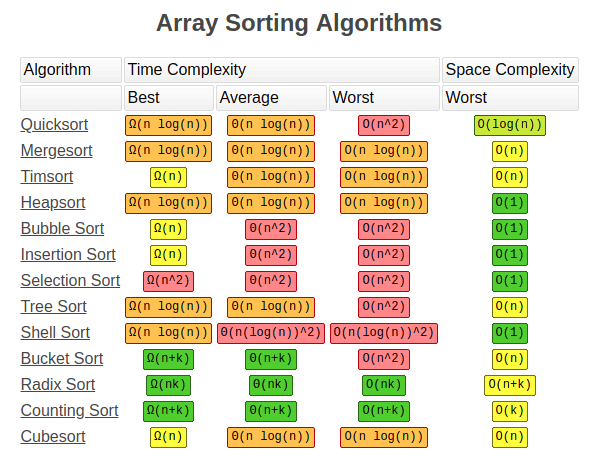 Array Sorting Algorithms
Algorithm Time Complexity Space Complexity
Best Average Worst Worst
Quicksort Ω(n log(n)) Θ(n log(n)) O(n^2) O(log(n))
Mergesort Ω(n log(n)) Θ(n log(n)) O(n log(n)) O(n)
Timsort Ω(n) Θ(n log(n)) O(n log(n)) O(n)
Heapsort Ω(n log(n)) Θ(n log(n)) O(n log(n)) O(1)
Bubble Sort Ω(n) Θ(n^2) O(n^2) O(1)
Insertion Sort Ω(n) Θ(n^2) O(n^2) O(1)
Selection Sort Ω(n^2) Θ(n^2) O(n^2) O(1)
Tree Sort Ω(n log(n)) Θ(n log(n)) O(n^2) O(n)
Shell Sort Ω(n log(n)) Θ(n(log(n))^2) O(n(log(n))^2) O(1)
Bucket Sort Ω(n+k) Θ(n+k) O(n^2) O(n)
Radix Sort Ω(nk) Θ(nk) O(nk) O(n+k)
Counting Sort Ω(n+k) Θ(n+k) O(n+k) O(k)
Cubesort Ω(n) Θ(n log(n)) O(n log(n)) O(n)